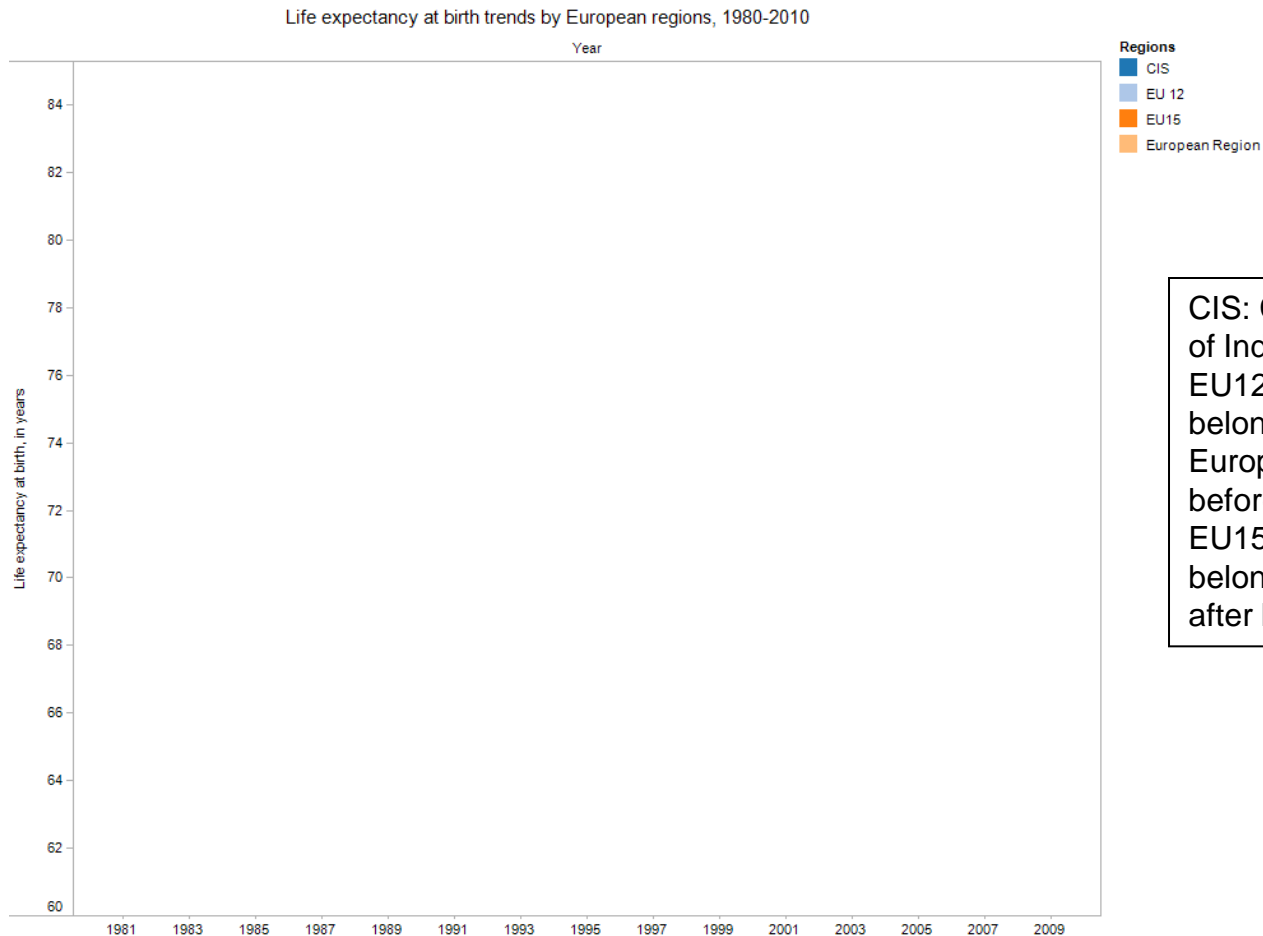 Life expectancy at birth trends by European regions, 1980-2010
Year
Regions
CIS
EU 12
EU15
European Region
84
82
80
78
76
74
72
70
68
66
64
62
60
Life expectancy at birth, in years
1981 1983 1985 1987 1989 1991 1993 1995 1997 1999 2001 2003 2005 2007 2009
CIS:
of
EU12
belon
Europ
befor
EU15
belon
after